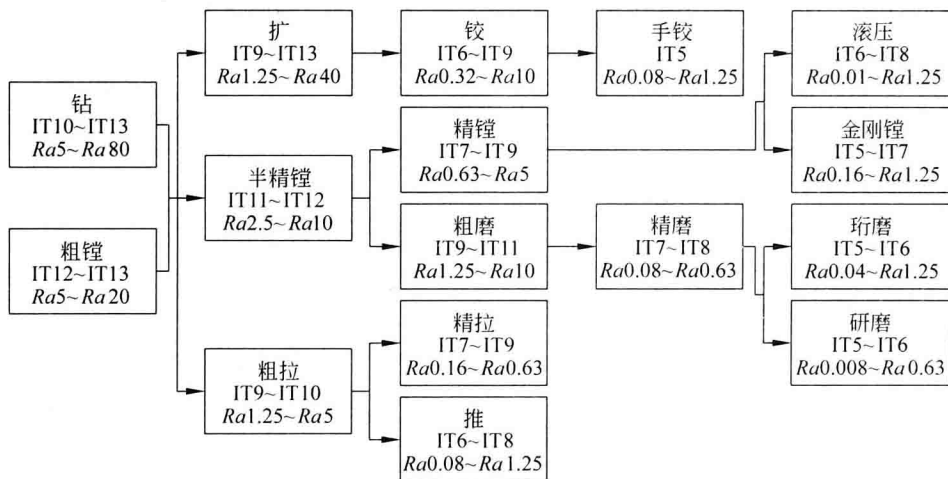 钻
IT10~IT13
Ra5~Ra80
粗镗
IT12~IT13
Ra5~Ra20
扩
IT9~IT13
Ra1.25~Ra40
半精镗
IT11~IT12
Ra2.5~Ra10
粗拉
IT9~IT10
Ra1.25~Ra5
铰
IT6~IT9
Ra0.32~Ra10
精镗
IT7~IT9
Ra0.63~Ra5
粗磨
IT9~IT11
Ra1.25~Ra10
精拉
IT7~IT9
Ra0.16~Ra0.63
推
IT6~IT8
Ra0.08~Ra1.25
手铰
IT5
Ra0.08~Ra1.25
精磨
IT7~IT8
Ra0.08~Ra0.63
滚压
IT6~IT8
Ra0.01~Ra1.25
金刚镗
IT5~IT7
Ra0.16~Ra1.25
珩磨
IT5~IT6
Ra0.04~Ra1.25
研磨
IT5~IT6
Ra0.008~Ra0.63